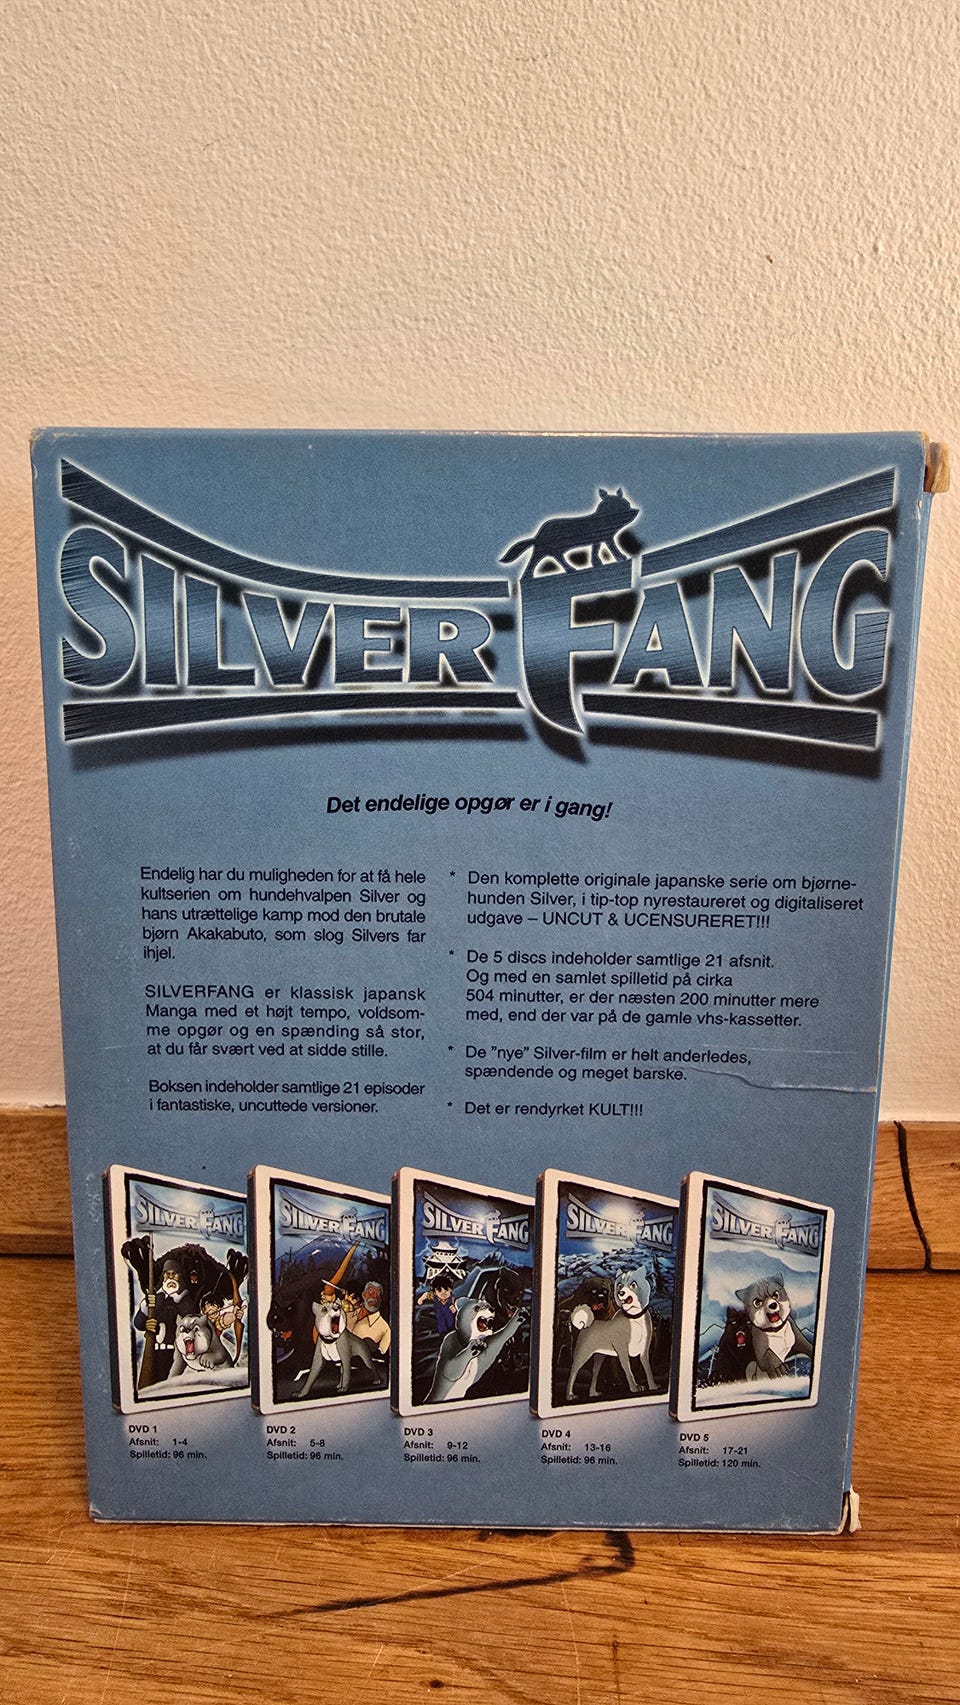 SILVER FANG
Det endelige opgør er i gang!
Endelig har du muligheden for at få hele
kultserien om hundehvalpen Silver og
hans utrættelige kamp mod den brutale
bjørn Akakabuto, som slog Silvers far
ihjel.
SILVERFANG er klassisk japansk
Manga med et højt tempo, voldsom-
me opgør og en spænding så stor,
at du får svært ved at sidde stille.
Boksen indeholder samtlige 21 episoder
i fantastiske, uncuttede versioner.
* Den komplette originale japanske serie om bjørne-
hunden Silver, i tip-top nyrestaureret og digitaliseret
udgave – UNCUT & UCENSURERET!!!
* De 5 discs indeholder samtlige 21 afsnit.
Og med en samlet spilletid på cirka
504 minutter, er der næsten 200 minutter mere
med, end der var på de gamle vhs-kassetter.
* De "nye" Silver-film er helt anderledes,
spændende og meget barske.
* Det er rendyrket KULT!!!
SILVER FANG
SILVER FANG
SILVER FANG
SILVER FANG
SILVER FANG
DVD 1
Afsnit: 1-4
Spilletid: 96 min.
DVD 2
Afsnit: 5-8
Spilletid: 96 min.
DVD 3
Afsnit: 9-12
Spilletid: 96 min.
DVD 4
Afsnit: 13-16
Spilletid: 96 min.
DVD 5
Afsnit: 17-21
Spilletid: 120 min.